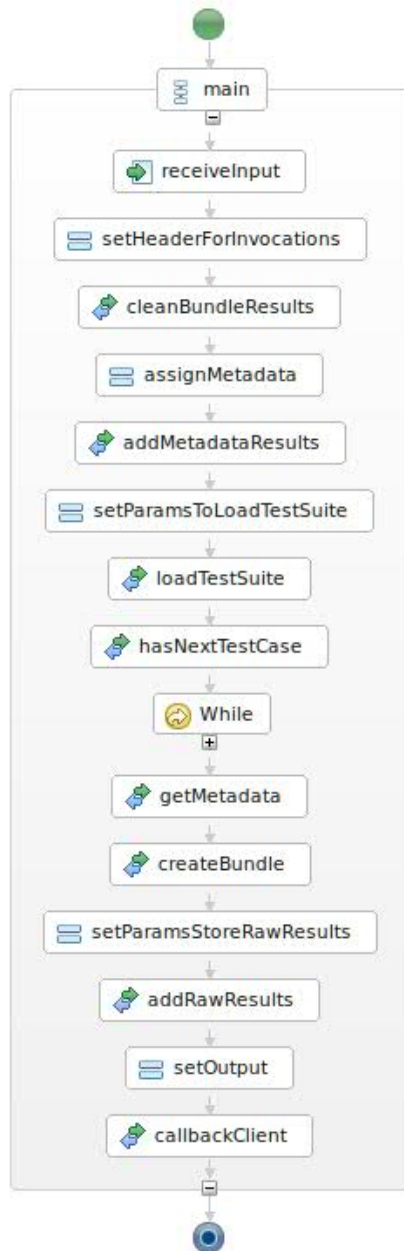 main
receiveInput
setHeaderForInvocations
cleanBundleResults
assignMetadata
addMetadataResults
setParamsToLoadTestSuite
loadTestSuite
hasNextTestCase
While
getMetadata
createBundle
setParamsStoreRawResults
addRawResults
setOutput
callbackClient